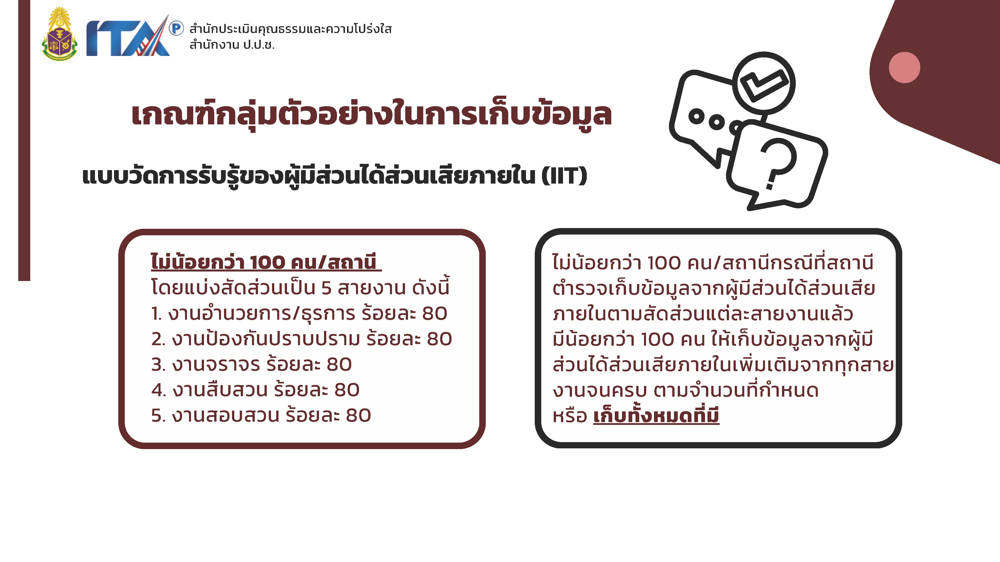 ITA P
สำนักประเมินคุณธรรมและความโปร่งใส
สำนักงาน ป.ป.ช.
เกณฑ์กลุ่มตัวอย่างในการเก็บข้อมูล
แบบวัดการรับรู้ของผู้มีส่วนได้ส่วนเสียภายใน (IIT)
ไม่น้อยกว่า 100 คน/สถานี
โดยแบ่งสัดส่วนเป็น 5 สายงาน ดังนี้
1. งานอำนวยการ/ธุรการ ร้อยละ 80
2. งานป้องกันปราบปราม ร้อยละ 80
3. งานจราจร ร้อยละ 80
4. งานสืบสวน ร้อยละ 80
5. งานสอบสวน ร้อยละ 80
ไม่น้อยกว่า 100 คน/สถานีกรณีที่สถานี
ตำรวจเก็บข้อมูลจากผู้มีส่วนได้ส่วนเสีย
ภายในตามสัดส่วนแต่ละสายงานแล้ว
มีน้อยกว่า 100 คน ให้เก็บข้อมูลจากผู้มี
ส่วนได้ส่วนเสียภายในเพิ่มเติมจากทุกสาย
งานจนครบ ตามจำนวนที่กำหนด
หรือ เก็บทั้งหมดที่มี